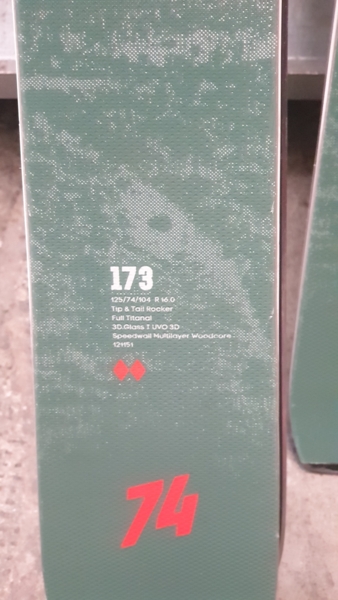 173
125/74/104 R 16.0
Tip & Tail Rocker
Full Titanal
3D.Glass T UVO 3D
Speedwall Multilayer Woodcore
121151
74